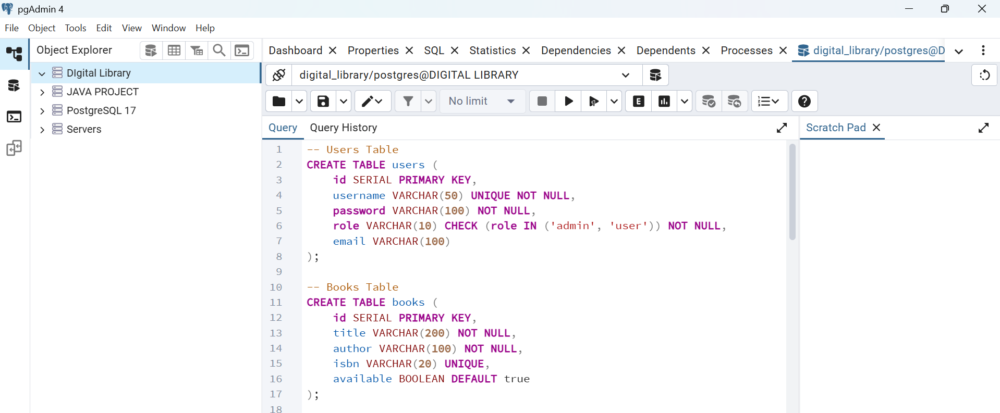 pgAdmin 4
File Object Tools Edit View Window Help
Object Explorer
DIgital Library
JAVA PROJECT
PostgreSQL 17
Servers
Dashboard Properties SQL Statistics Dependencies Dependents Processes digital_library/postgres@D
digital_library/postgres@DIGITAL LIBRARY
No limit
E
Query Query History
Scratch Pad
1 -- Users Table
2 CREATE TABLE users (
3 id SERIAL PRIMARY KEY,
4 username VARCHAR(50) UNIQUE NOT NULL,
5 password VARCHAR(100) NOT NULL,
6 role VARCHAR(10) CHECK (role IN ('admin', 'user')) NOT NULL,
7 email VARCHAR(100)
8 );
9
10 -- Books Table
11 CREATE TABLE books (
12 id SERIAL PRIMARY KEY,
13 title VARCHAR(200) NOT NULL,
14 author VARCHAR(100) NOT NULL,
15 isbn VARCHAR(20) UNIQUE,
16 available BOOLEAN DEFAULT true
17 );
18